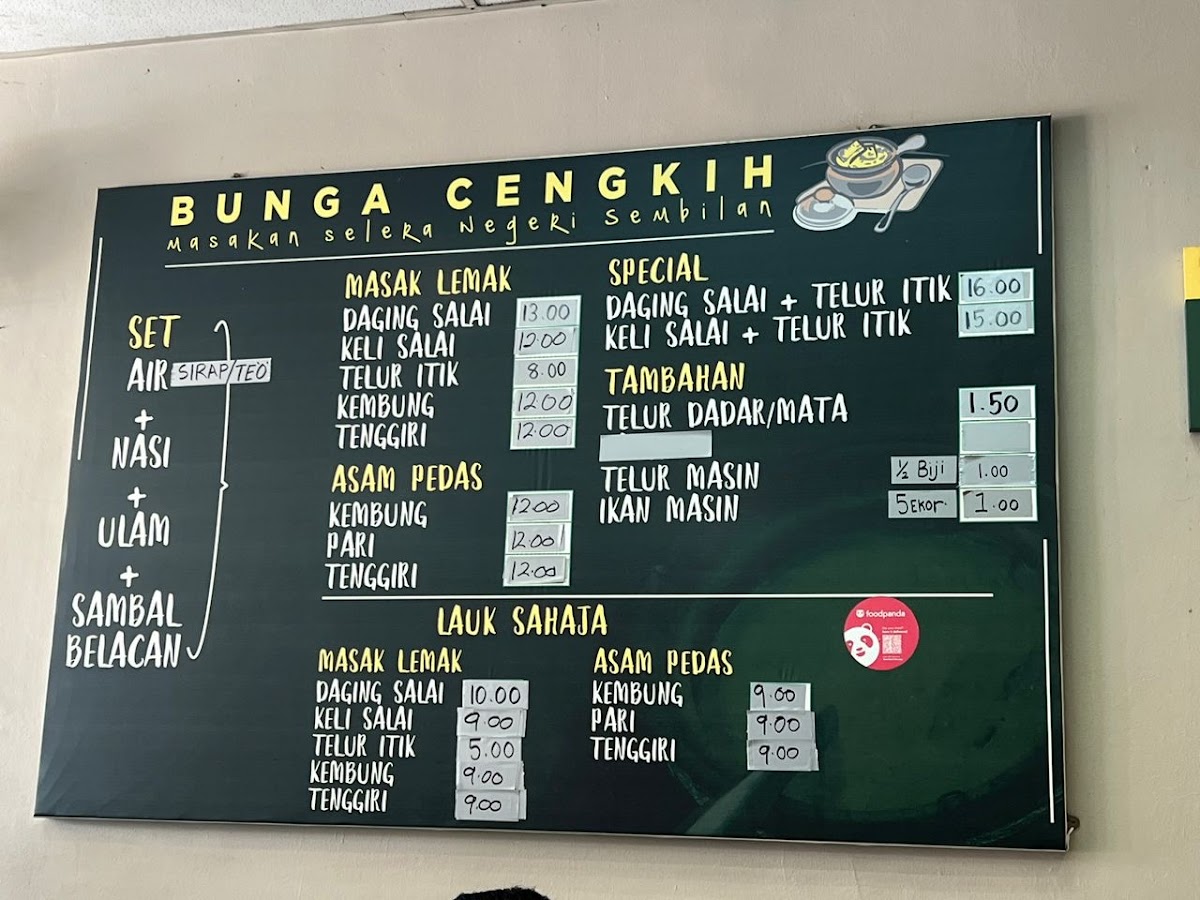 BUNGA CENGKIH
Masakan Selera Negeri Sembilan
SET
AIR SIRAP/TEO
+
NASI
+
ULAM
+
SAMBAL
BELACAN
MASAK LEMAK
DAGING SALAI 13.00
KELI SALAI 12.00
TELUR ITIK 8.00
KEMBUNG 12.00
TENGGIRI 12.00
ASAM PEDAS
KEMBUNG 12.00
PARI 12.00
TENGGIRI 12.00
SPECIAL
DAGING SALAI + TELUR ITIK 16.00
KELI SALAI + TELUR ITIK 15.00
TAMBAHAN
TELUR DADAR/MATA 1.50
TELUR MASIN ½ Biji 1.00
IKAN MASIN 5 EKOR 1.00
LAUK SAHAJA
MASAK LEMAK
DAGING SALAI 10.00
KELI SALAI 9.00
TELUR ITIK 5.00
KEMBUNG 9.00
TENGGIRI 9.00
ASAM PEDAS
KEMBUNG 9.00
PARI 9.00
TENGGIRI 9.00
foodpanda